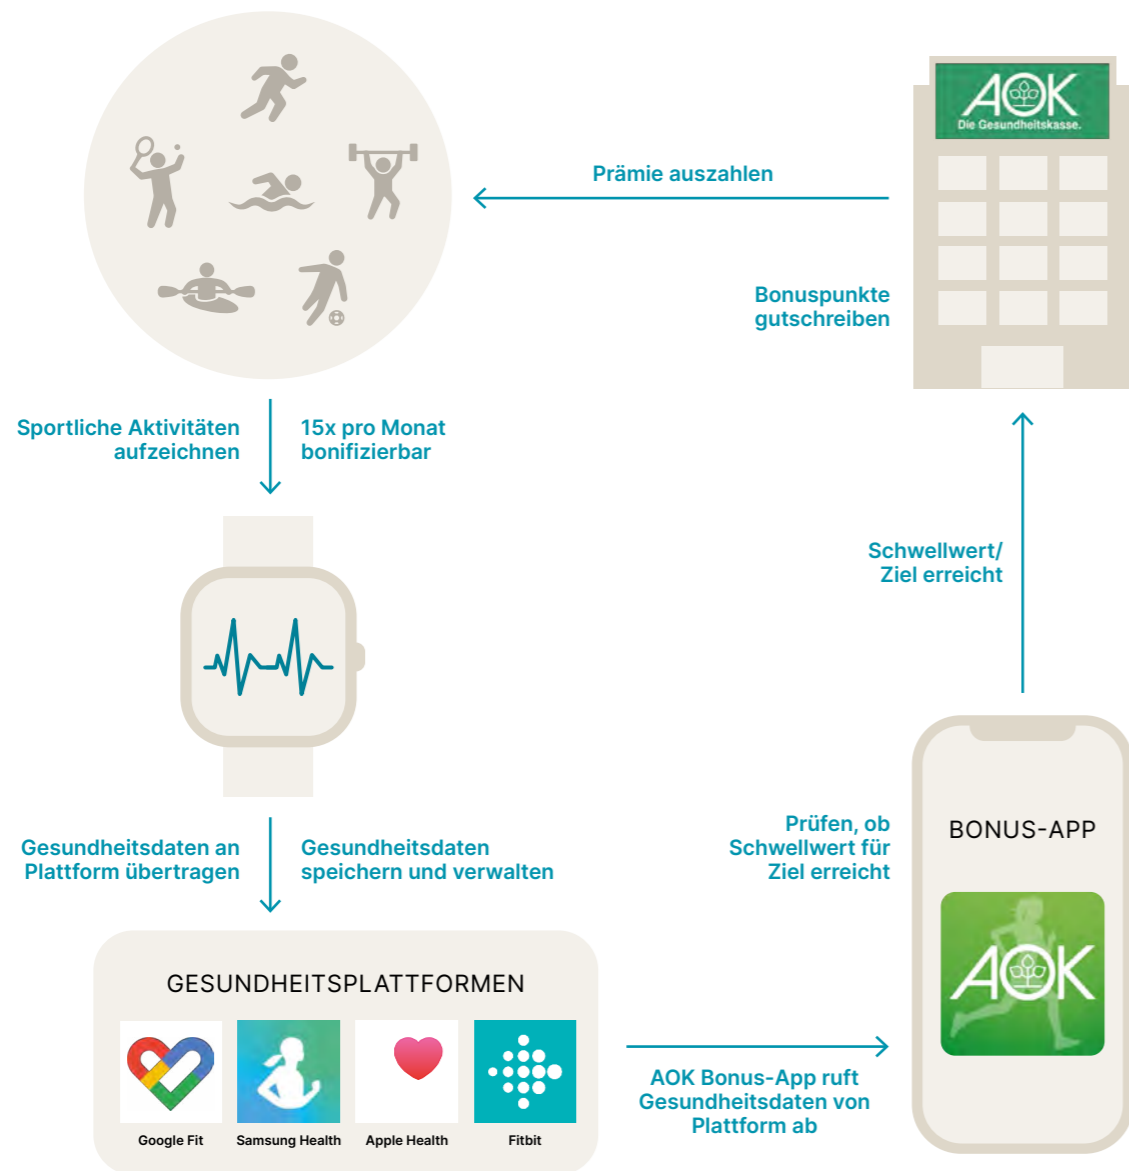 AOK
Die Gesundheitskasse.
Prämie auszahlen
Bonuspunkte
gutschreiben
Sportliche Aktivitäten
aufzeichnen
15x pro Monat
bonifizierbar
Schwellwert/
Ziel erreicht
Gesundheitsdaten an
Plattform übertragen
Gesundheitsdaten
speichern und verwalten
Prüfen, ob
Schwellwert für
Ziel erreicht
BONUS-APP
AOK
GESUNDHEITSPLATTFORMEN
Google Fit
Samsung Health
Apple Health
Fitbit
AOK Bonus-App ruft
Gesundheitsdaten von
Plattform ab